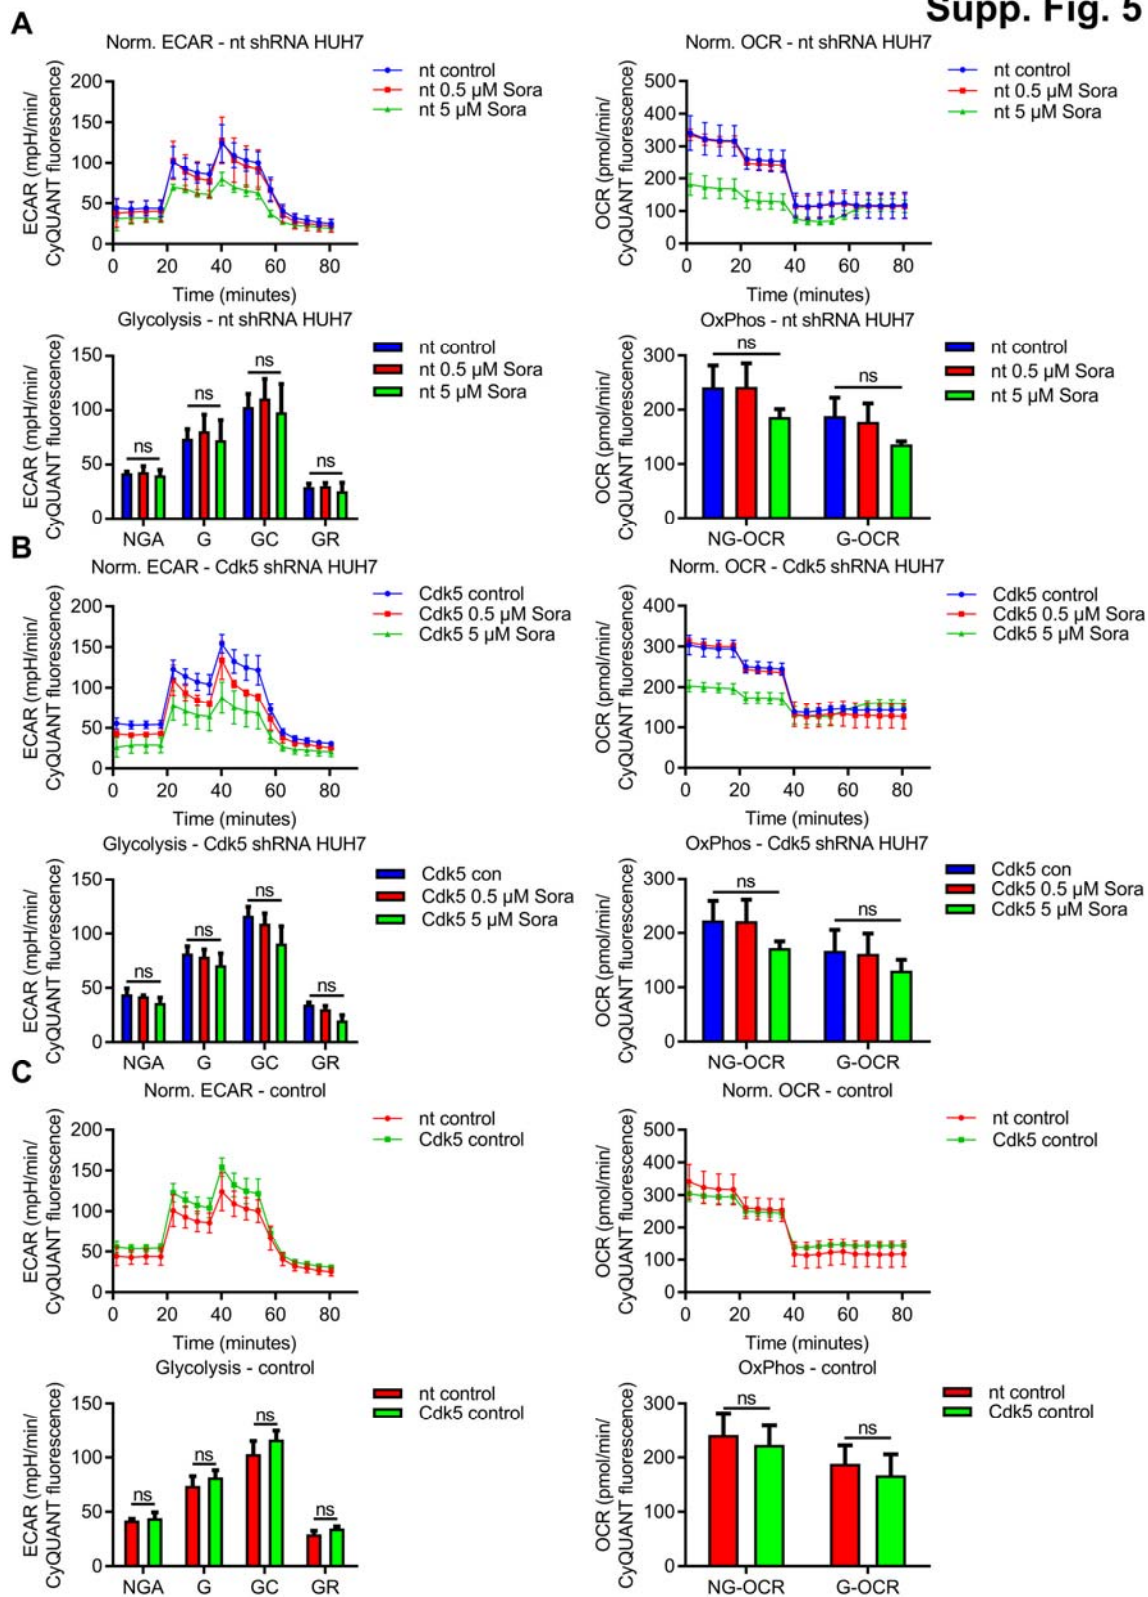 Supp. Fig. 5
A
Norm. ECAR - nt shRNA HUH7
ECAR (mpH/min/
CyQUANT fluorescence)
200
150
100
50
0
0 20 40 60 80
Time (minutes)
nt control
nt 0.5 µM Sora
nt 5 µM Sora
Norm. OCR - nt shRNA HUH7
OCR (pmol/min/
CyQUANT fluorescence)
500
400
300
200
100
0
0 20 40 60 80
Time (minutes)
nt control
nt 0.5 µM Sora
nt 5 µM Sora
Glycolysis - nt shRNA HUH7
ECAR (mpH/min/
CyQUANT fluorescence)
150
100
50
0
ns
ns
ns
ns
NGA G GC GR
nt control
nt 0.5 µM Sora
nt 5 µM Sora
OxPhos - nt shRNA HUH7
OCR (pmol/min/
CyQUANT fluorescence)
300
200
100
0
ns
ns
NG-OCR G-OCR
nt control
nt 0.5 µM Sora
nt 5 µM Sora
B
Norm. ECAR - Cdk5 shRNA HUH7
ECAR (mpH/min/
CyQUANT fluorescence)
200
150
100
50
0
0 20 40 60 80
Time (minutes)
Cdk5 control
Cdk5 0.5 µM Sora
Cdk5 5 µM Sora
Norm. OCR - Cdk5 shRNA HUH7
OCR (pmol/min/
CyQUANT fluorescence)
400
300
200
100
0
0 20 40 60 80
Time (minutes)
Cdk5 control
Cdk5 0.5 µM Sora
Cdk5 5 µM Sora
Glycolysis - Cdk5 shRNA HUH7
ECAR (mpH/min/
CyQUANT fluorescence)
150
100
50
0
ns
ns
ns
ns
NGA G GC GR
Cdk5 con
Cdk5 0.5 µM Sora
Cdk5 5 µM Sora
OxPhos - Cdk5 shRNA HUH7
OCR (pmol/min/
CyQUANT fluorescence)
300
200
100
0
ns
ns
NG-OCR G-OCR
Cdk5 con
Cdk5 0.5 µM Sora
Cdk5 5 µM Sora
C
Norm. ECAR - control
ECAR (mpH/min/
CyQUANT fluorescence)
200
150
100
50
0
0 20 40 60 80
Time (minutes)
nt control
Cdk5 control
Norm. OCR - control
OCR (pmol/min/
CyQUANT fluorescence)
500
400
300
200
100
0
0 20 40 60 80
Time (minutes)
nt control
Cdk5 control
Glycolysis - control
ECAR (mpH/min/
CyQUANT fluorescence)
150
100
50
0
ns
ns
ns
ns
NGA G GC GR
nt control
Cdk5 control
OxPhos - control
OCR (pmol/min/
CyQUANT fluorescence)
300
200
100
0
ns
ns
NG-OCR G-OCR
nt control
Cdk5 control